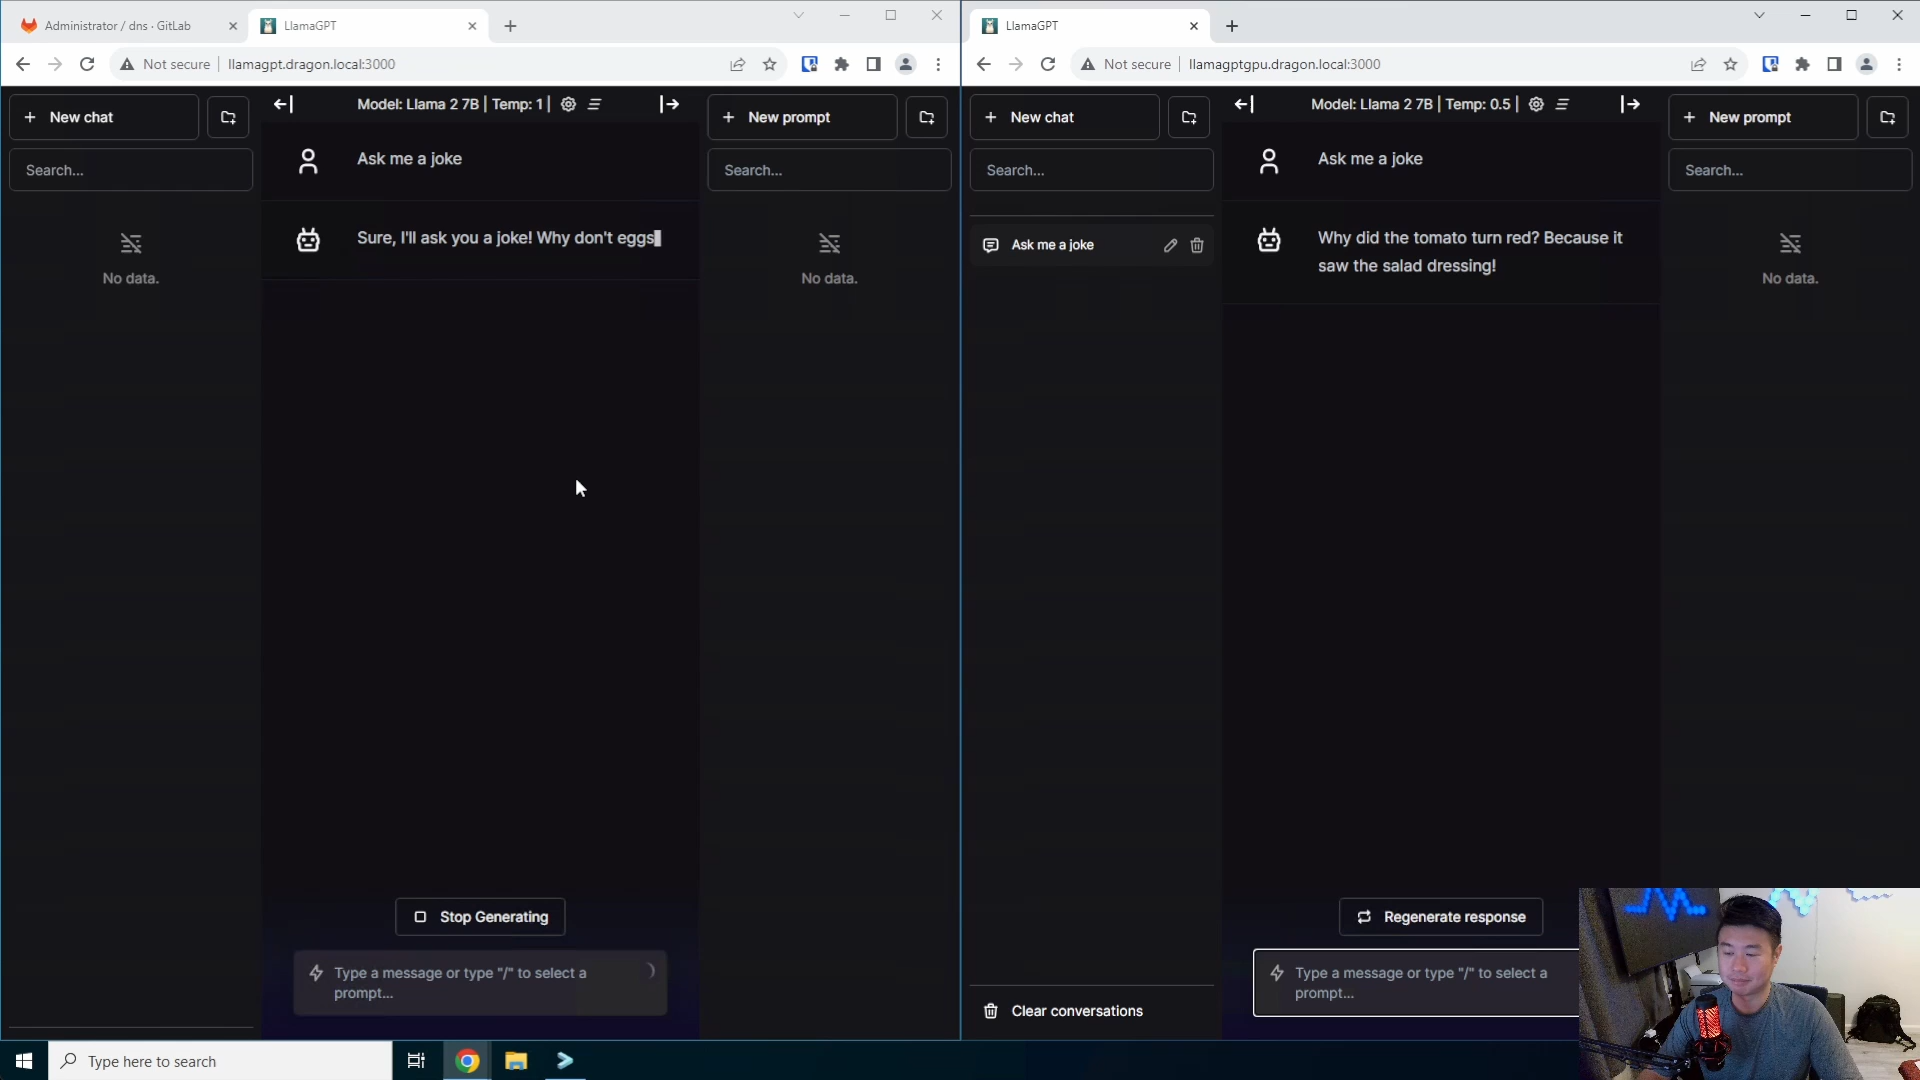 Administrator / dns · GitLab
LlamaGPT
Not secure
llamagpt.dragon.local:3000
New chat
Search...
No data.
Model: Llama 2 7B | Temp: 1 |
Ask me a joke
Sure, I'll ask you a joke! Why don't eggs
Stop Generating
Type a message or type "/" to select a
prompt...
New prompt
Search...
No data.
LlamaGPT
Not secure
llamagptgpu.dragon.local:3000
New chat
Search...
Ask me a joke
Clear conversations
Model: Llama 2 7B | Temp: 0.5 |
Ask me a joke
Why did the tomato turn red? Because it
saw the salad dressing!
Regenerate response
Type a message or type "/" to select a
prompt...
New prompt
Search...
No data.
Type here to search